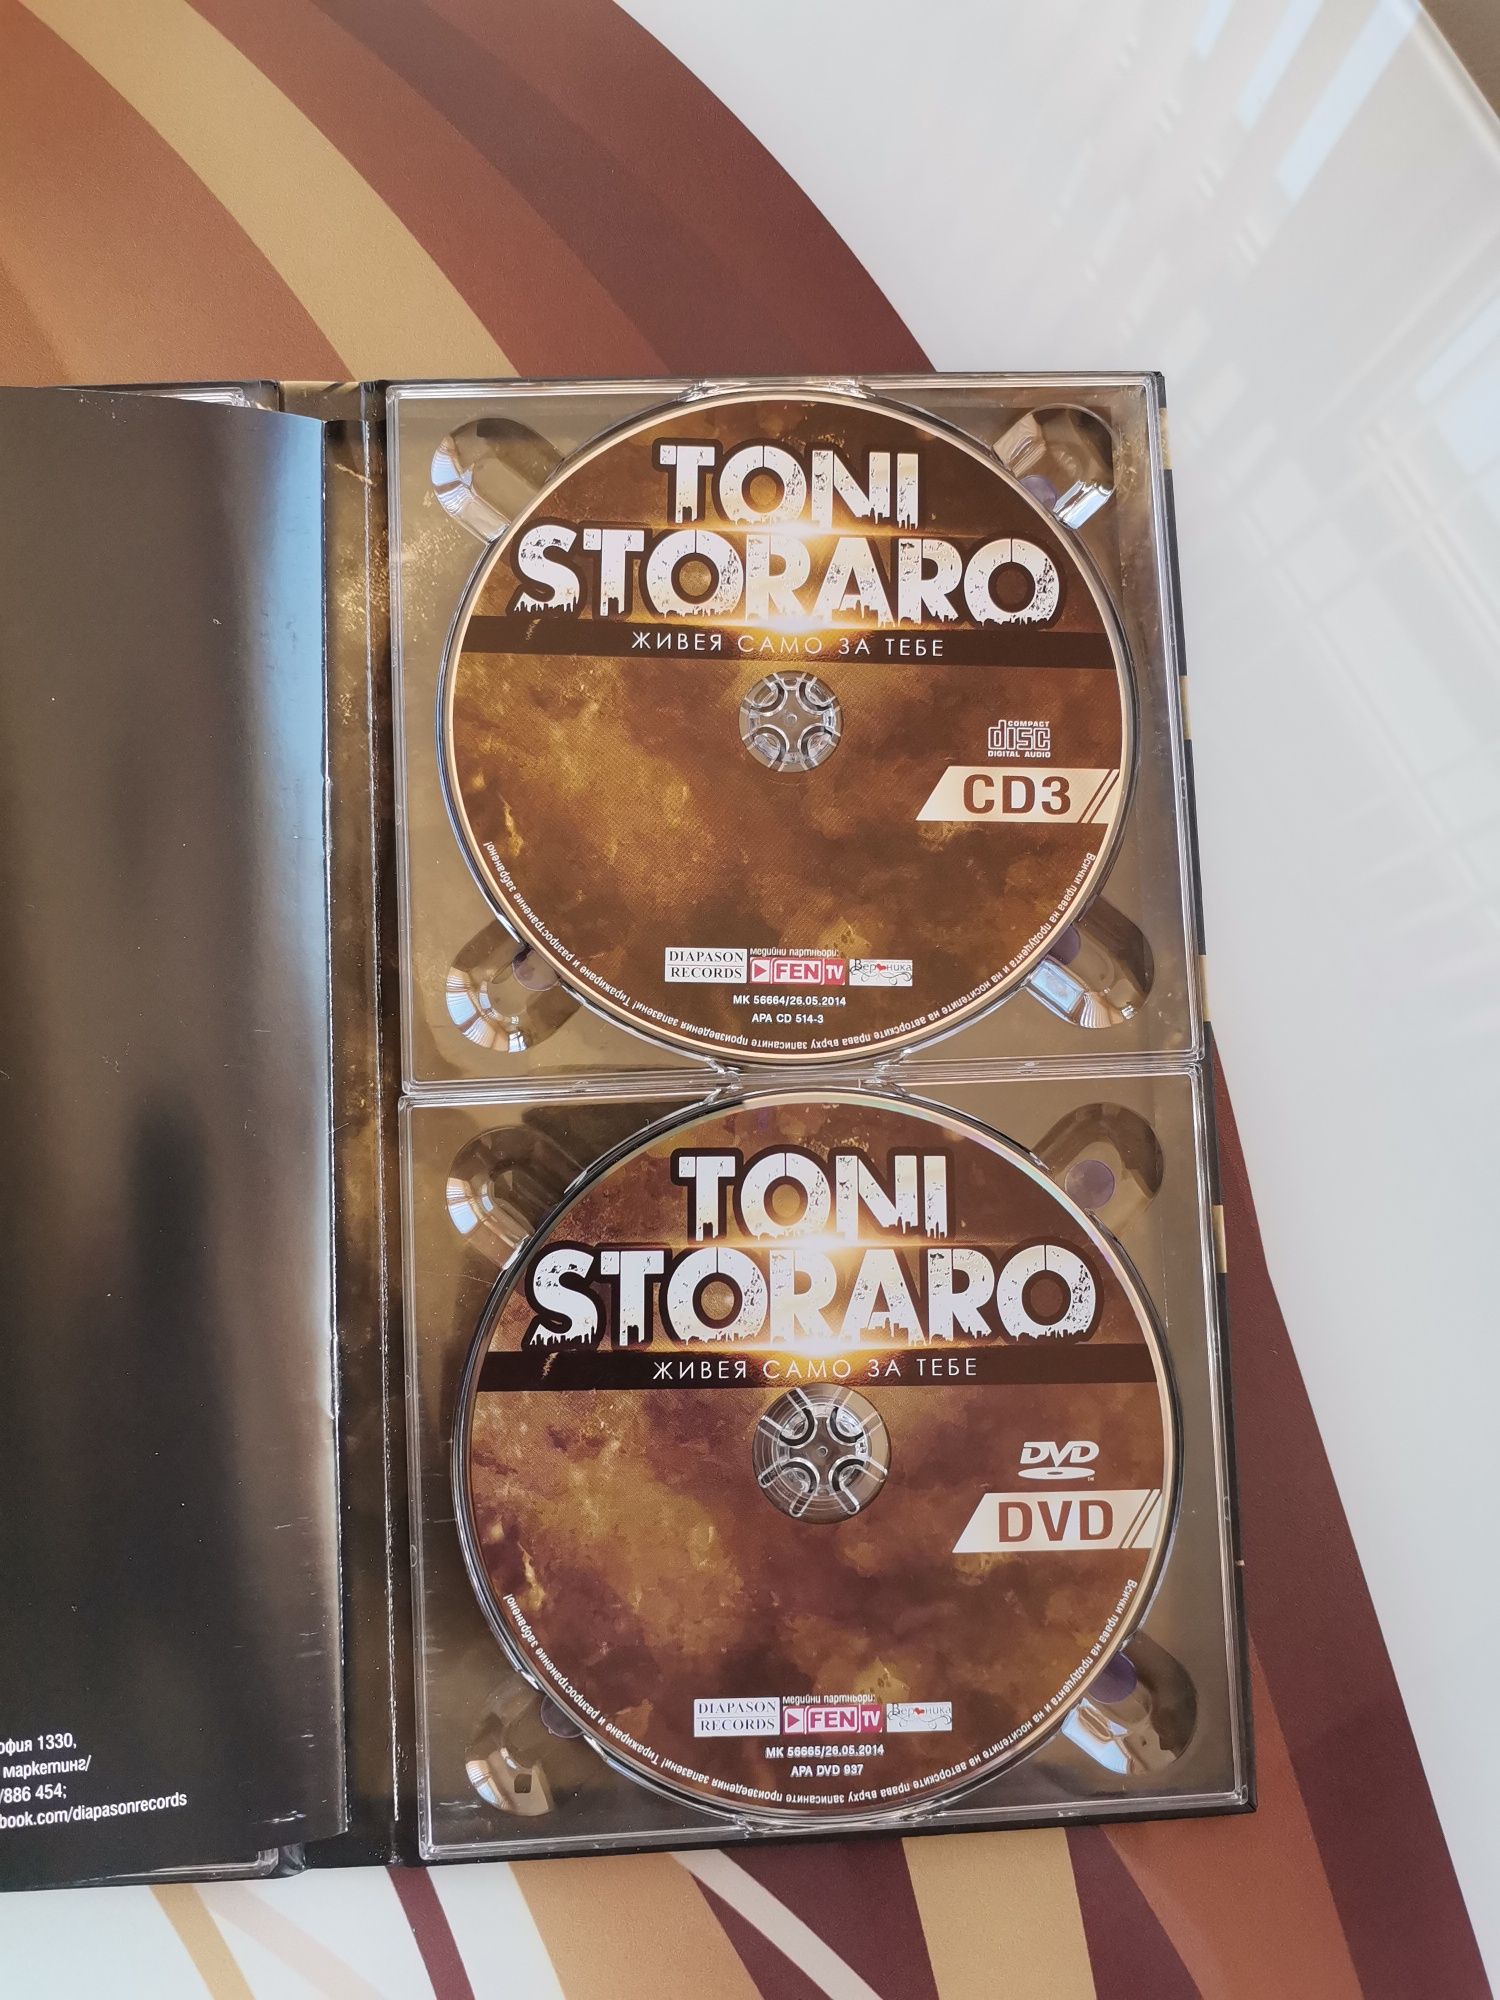 TONI
STORARO
ЖИВЕЯ САМО ЗА ТЕБЕ
COMPACT
disc
DIGITAL AUDIO
CD3
Всички права на продуцента и на носителите на авторските права върху записаните произведения запазени! Тиражиране и разпространение забранено!
DIAPASON
RECORDS
медийни партньори:
FEN TV
Вероника
МК 56664/26.05.2014
APA CD 514-3
TONI
STORARO
ЖИВЕЯ САМО ЗА ТЕБЕ
DVD
DVD
Всички права на продуцента и на носителите на авторските права върху записаните произведения запазени! Тиражиране и разпространение забранено!
DIAPASON
RECORDS
медийни партньори:
FEN TV
Вероника
МК 56665/26.05.2014
APA DVD 937
офия 1330,
маркетинг/
/886 454;
book.com/diapasonrecords